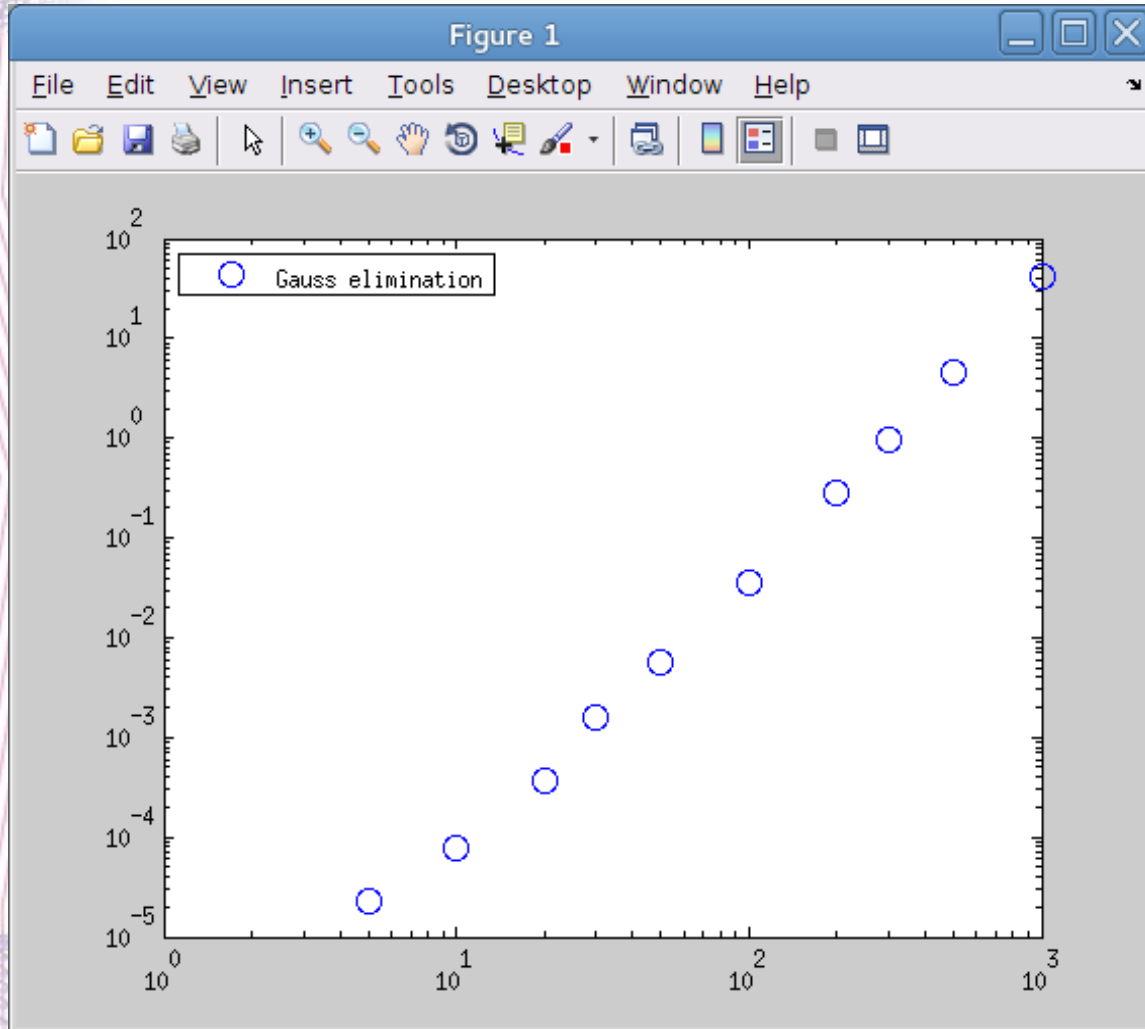 Figure 1
File Edit View Insert Tools Desktop Window Help
10^2
Gauss elimination
10^1
10^0
10^-1
10^-2
10^-3
10^-4
10^-5
10^0 10^1 10^2 10^3